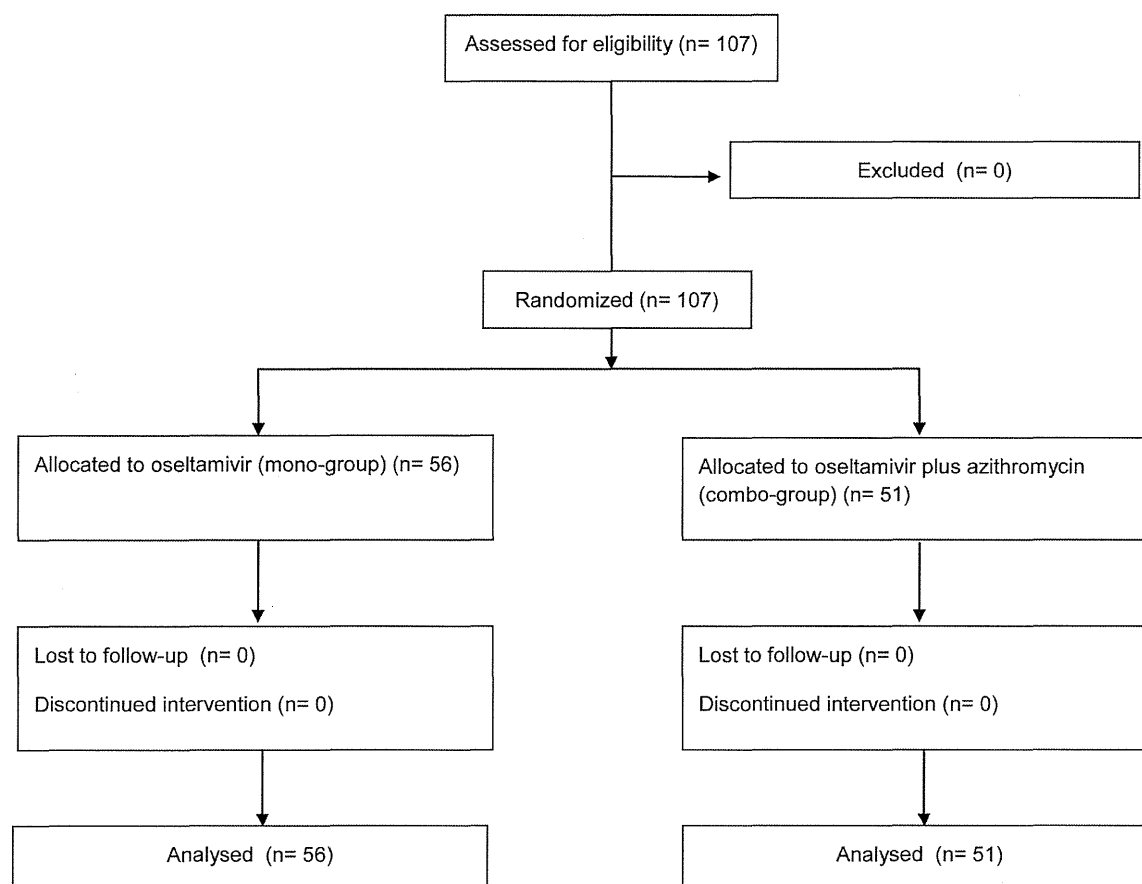 Assessed for eligibility (n= 107)
Excluded (n= 0)
Randomized (n= 107)
Allocated to oseltamivir (mono-group) (n= 56)
Allocated to oseltamivir plus azithromycin
(combo-group) (n= 51)
Lost to follow-up (n= 0)
Discontinued intervention (n= 0)
Lost to follow-up (n= 0)
Discontinued intervention (n= 0)
Analysed (n= 56)
Analysed (n= 51)